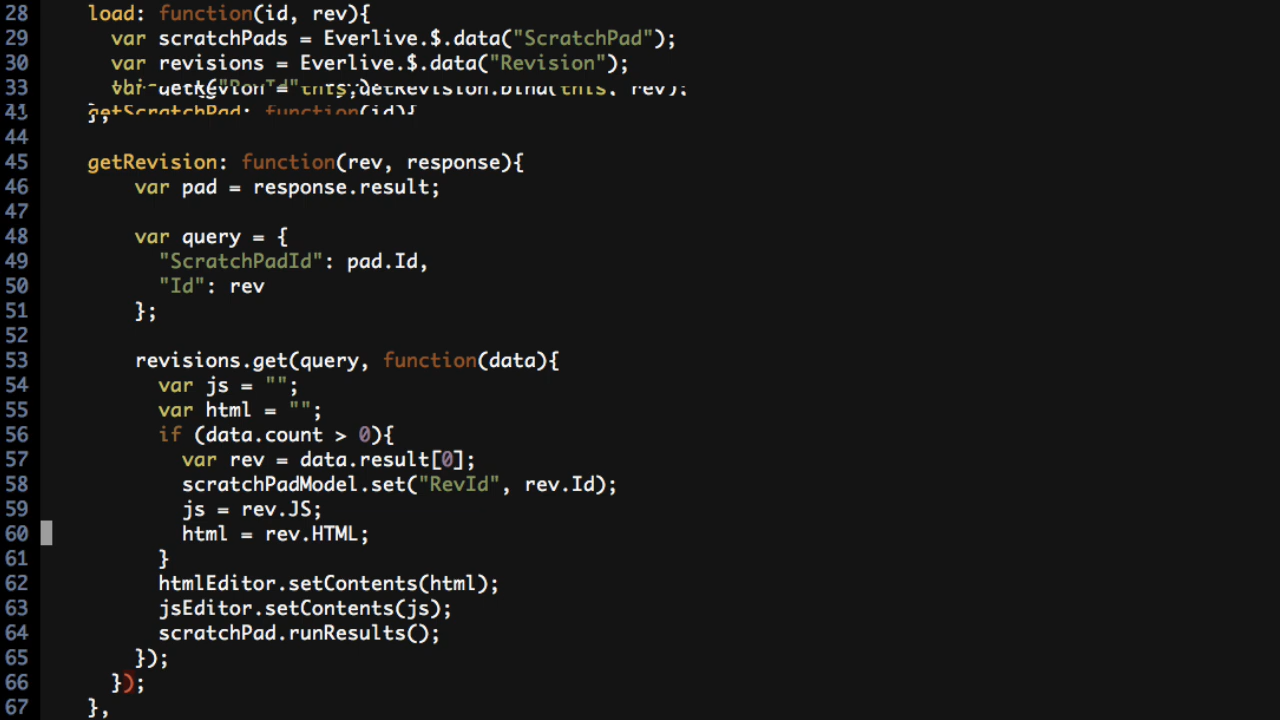 28 load: function(id, rev){
29 var scratchPads = Everlive.$.data("ScratchPad");
30 var revisions = Everlive.$.data("Revision");
33
41 getScratchPad: function(id){
44
45 getRevision: function(rev, response){
46 var pad = response.result;
47
48 var query = {
49 "ScratchPadId": pad.Id,
50 "Id": rev
51 };
52
53 revisions.get(query, function(data){
54 var js = "";
55 var html = "";
56 if (data.count > 0){
57 var rev = data.result[0];
58 scratchPadModel.set("RevId", rev.Id);
59 js = rev.JS;
60 html = rev.HTML;
61 }
62 htmlEditor.setContents(html);
63 jsEditor.setContents(js);
64 scratchPad.runResults();
65 });
66 });
67 },